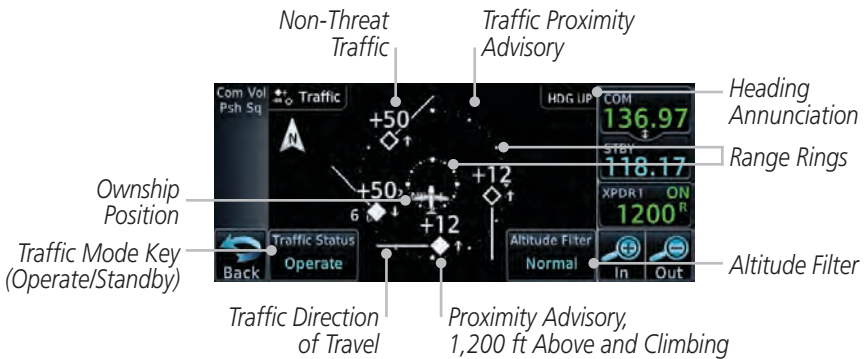 Non-Threat
Traffic
Traffic Proximity
Advisory
Heading
Annunciation
Range Rings
Ownship
Position
Traffic Mode Key
(Operate/Standby)
Altitude Filter
Traffic Direction
of Travel
Proximity Advisory,
1,200 ft Above and Climbing
Com Vol
Psh Sq
Traffic
HDG UP
COM
136.97
STBY
118.17
XPDR1 ON
1200 R
N
+50
+12
+50
6
+12
Back
Traffic Status
Operate
Altitude Filter
Normal
In
Out